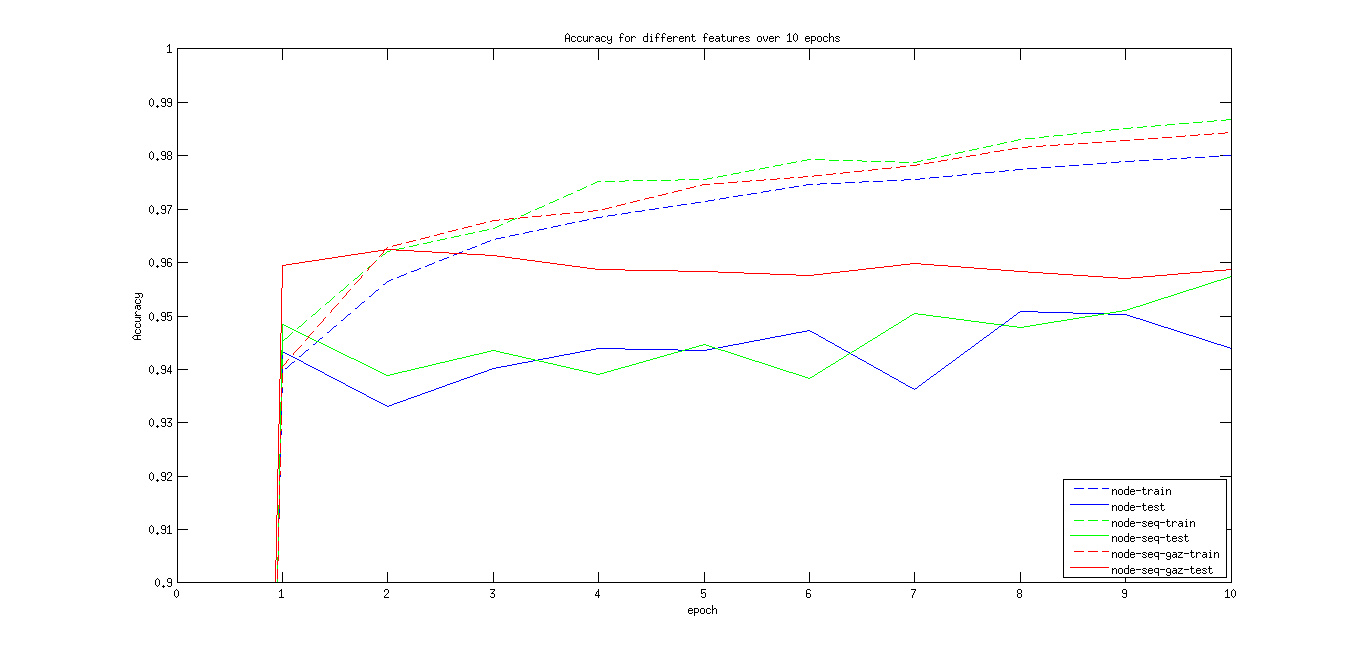 Accuracy for different features over 10 epochs
1
0.99
0.98
0.97
0.96
0.95
0.94
0.93
0.92
0.91
0.9
Accuracy
0 1 2 3 4 5 6 7 8 9 10
epoch
node-train
node-test
node-seq-train
node-seq-test
node-seq-gaz-train
node-seq-gaz-test